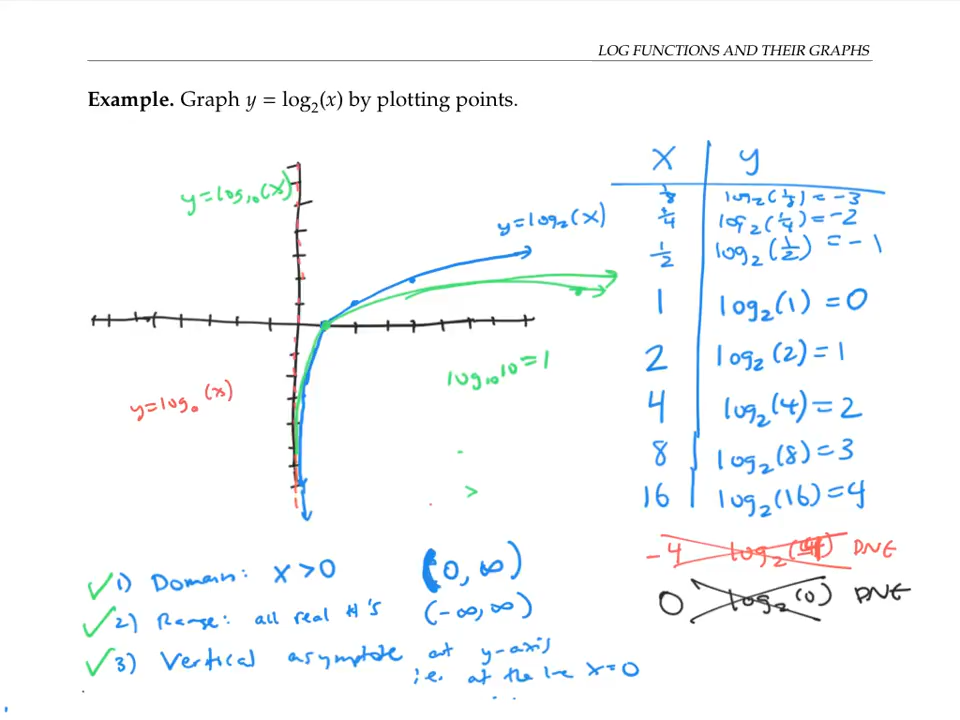 LOG FUNCTIONS AND THEIR GRAPHS
Example. Graph y = log₂(x) by plotting points.
y=log₁₀(x)
y=log₂(x)
log₁₀10=1
y=logₐ(x)
x y
1/8 log₂(1/8) = -3
1/4 log₂(1/4) = -2
1/2 log₂(1/2) = -1
1 log₂(1)=0
2 log₂(2)=1
4 log₂(4)=2
8 log₂(8)=3
16 log₂(16)=4
-4 DNE
0 log₂(0) DNE
>
1) Domain: x>0 (0, ∞)
2) Range: all real #'s (-∞, ∞)
3) Vertical asymptote at y-axis
i.e. at the line x=0